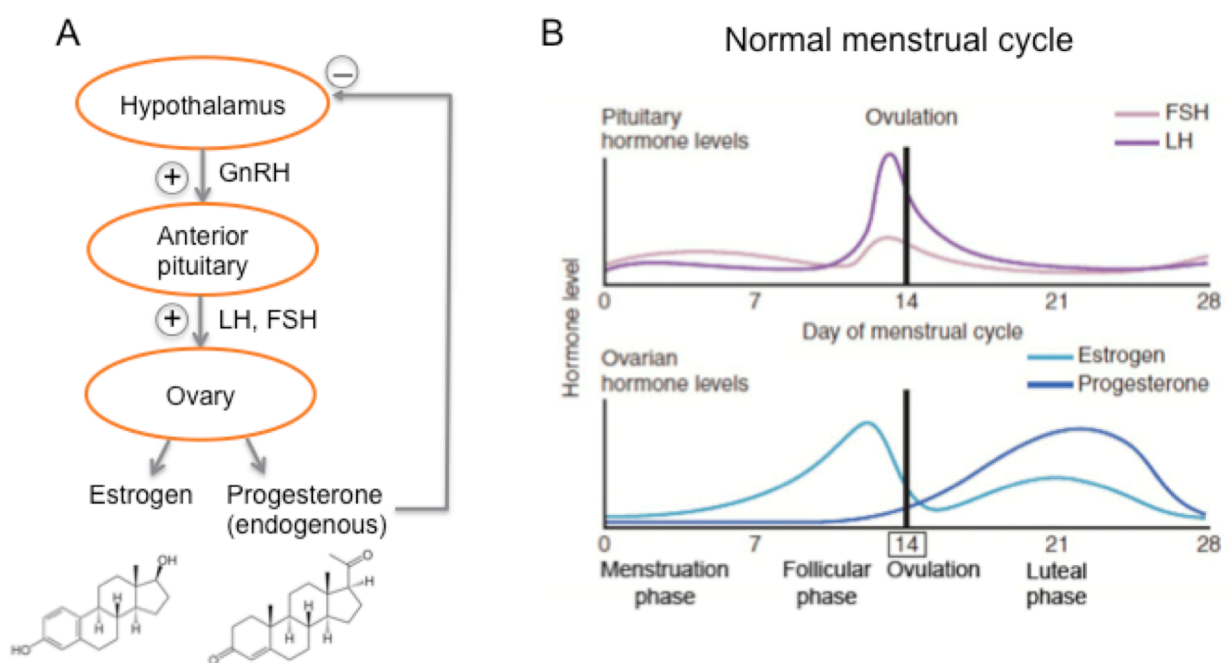 A
Hypothalamus
−
+
GnRH
Anterior
pituitary
+
LH, FSH
Ovary
Estrogen
Progesterone
(endogenous)
OH
H
H
H
HO
O
H
H
H
H
O
B
Normal menstrual cycle
Pituitary
hormone levels
Ovulation
FSH
LH
Hormone level
0
7
14
21
28
Day of menstrual cycle
Ovarian
hormone levels
Estrogen
Progesterone
0
7
14
21
28
Menstruation
phase
Follicular
phase
Ovulation
Luteal
phase